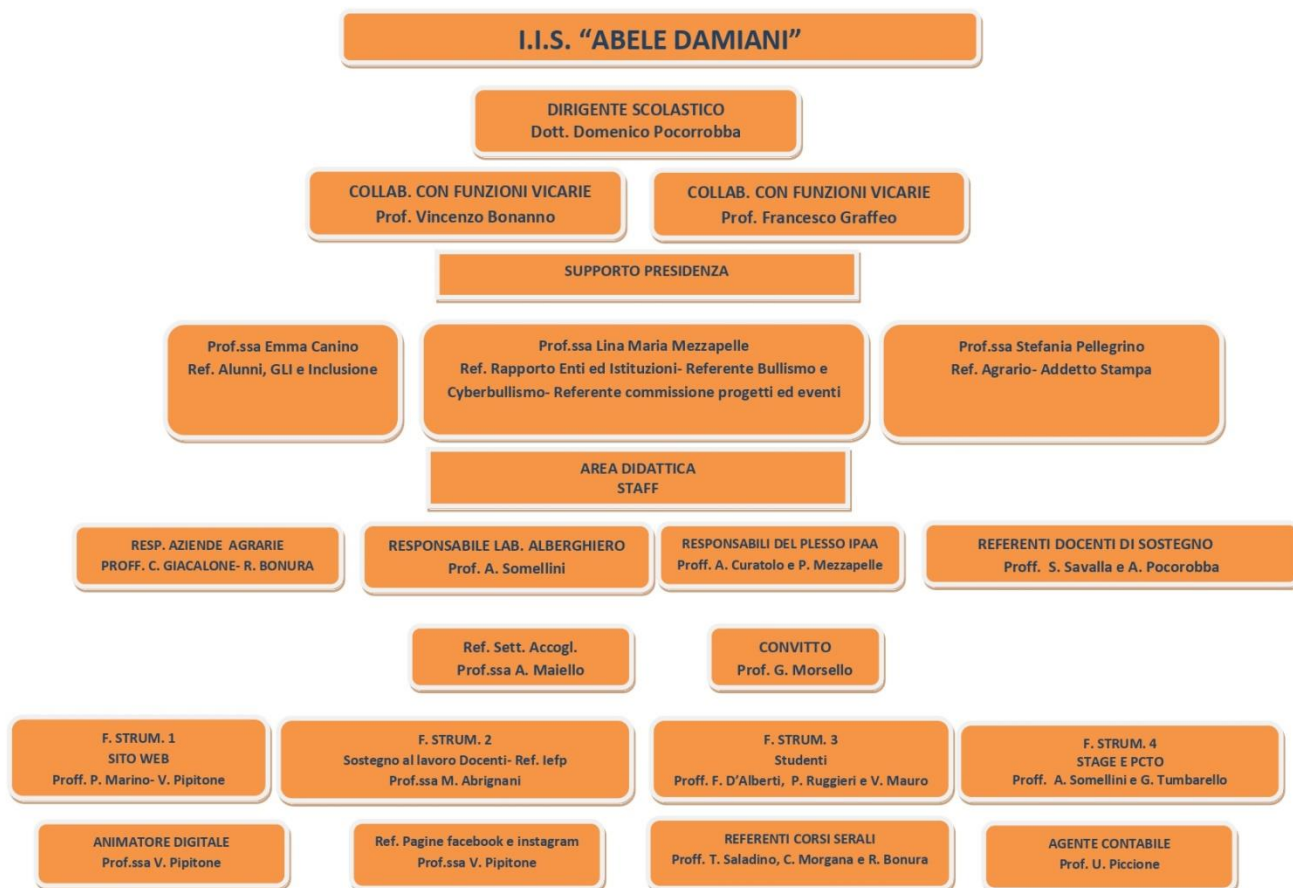 I.I.S. “ABELE DAMIANI”
DIRIGENTE SCOLASTICO
Dott. Domenico Pocorrobba
COLLAB. CON FUNZIONI VICARIE
Prof. Vincenzo Bonanno
COLLAB. CON FUNZIONI VICARIE
Prof. Francesco Graffeo
SUPPORTO PRESIDENZA
Prof.ssa Emma Canino
Ref. Alunni, GLI e Inclusione
Prof.ssa Lina Maria Mezzapelle
Ref. Rapporto Enti ed Istituzioni- Referente Bullismo e
Cyberbullismo- Referente commissione progetti ed eventi
Prof.ssa Stefania Pellegrino
Ref. Agrario- Addetto Stampa
AREA DIDATTICA
STAFF
RESP. AZIENDE AGRARIE
PROFF. C. GIACALONE- R. BONURA
RESPONSABILE LAB. ALBERGHIERO
Prof. A. Somellini
RESPONSABILI DEL PLESSO IPAA
Proff. A. Curatolo e P. Mezzapelle
REFERENTI DOCENTI DI SOSTEGNO
Proff. S. Savalla e A. Pocorobba
Ref. Sett. Accogl.
Prof.ssa A. Maiello
CONVITTO
Prof. G. Morsello
F. STRUM. 1
SITO WEB
Proff. P. Marino- V. Pipitone
F. STRUM. 2
Sostegno al lavoro Docenti- Ref. Iefp
Prof.ssa M. Abrignani
F. STRUM. 3
Studenti
Proff. F. D’Alberti, P. Ruggieri e V. Mauro
F. STRUM. 4
STAGE E PCTO
Proff. A. Somellini e G. Tumbarello
ANIMATORE DIGITALE
Prof.ssa V. Pipitone
Ref. Pagine facebook e instagram
Prof.ssa V. Pipitone
REFERENTI CORSI SERALI
Proff. T. Saladino, C. Morgana e R. Bonura
AGENTE CONTABILE
Prof. U. Piccione